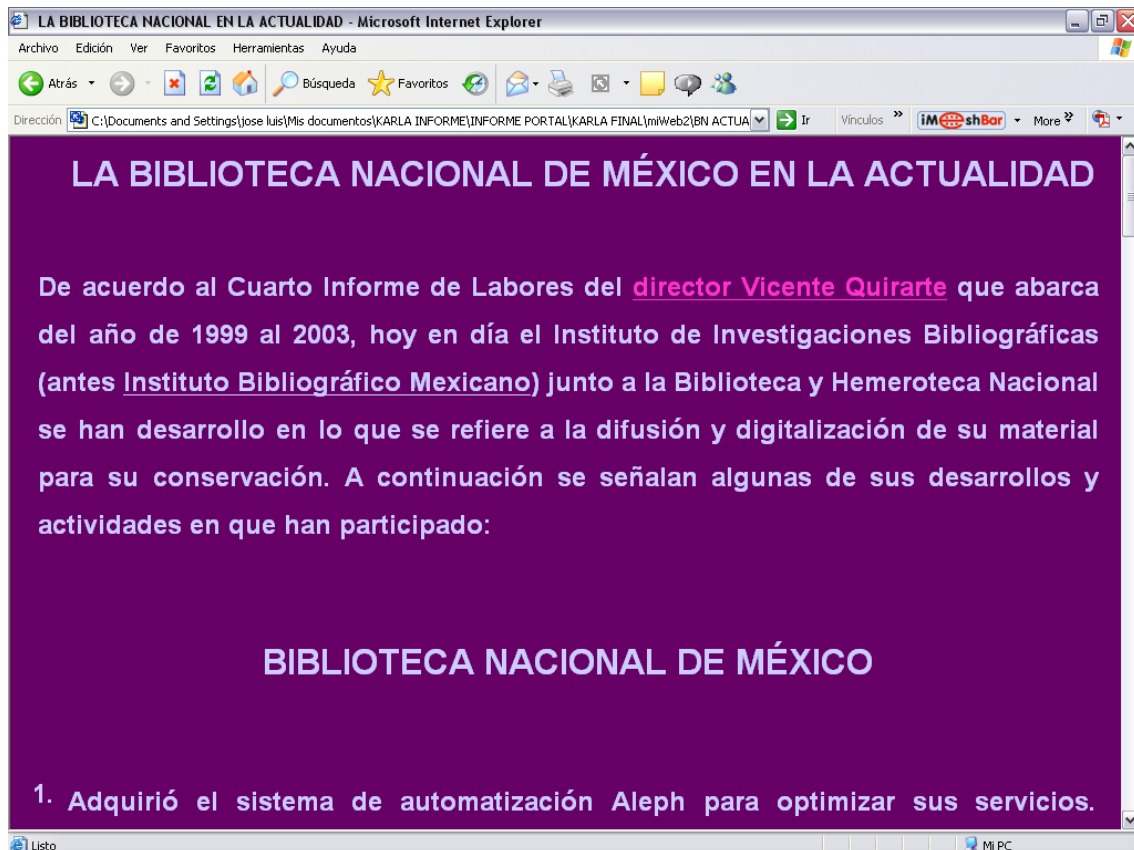 LA BIBLIOTECA NACIONAL EN LA ACTUALIDAD - Microsoft Internet Explorer
Archivo Edición Ver Favoritos Herramientas Ayuda
Atrás Búsqueda Favoritos
Dirección C:\Documents and Settings\jose luis\Mis documentos\KARLA INFORME\INFORME PORTAL\KARLA FINAL\miWeb2\BN ACTUA Ir Vínculos » iMeshBar More »
LA BIBLIOTECA NACIONAL DE MÉXICO EN LA ACTUALIDAD
De acuerdo al Cuarto Informe de Labores del director Vicente Quirarte que abarca
del año de 1999 al 2003, hoy en día el Instituto de Investigaciones Bibliográficas
(antes Instituto Bibliográfico Mexicano) junto a la Biblioteca y Hemeroteca Nacional
se han desarrollo en lo que se refiere a la difusión y digitalización de su material
para su conservación. A continuación se señalan algunas de sus desarrollos y
actividades en que han participado:
BIBLIOTECA NACIONAL DE MÉXICO
1. Adquirió el sistema de automatización Aleph para optimizar sus servicios.
Listo Mi PC